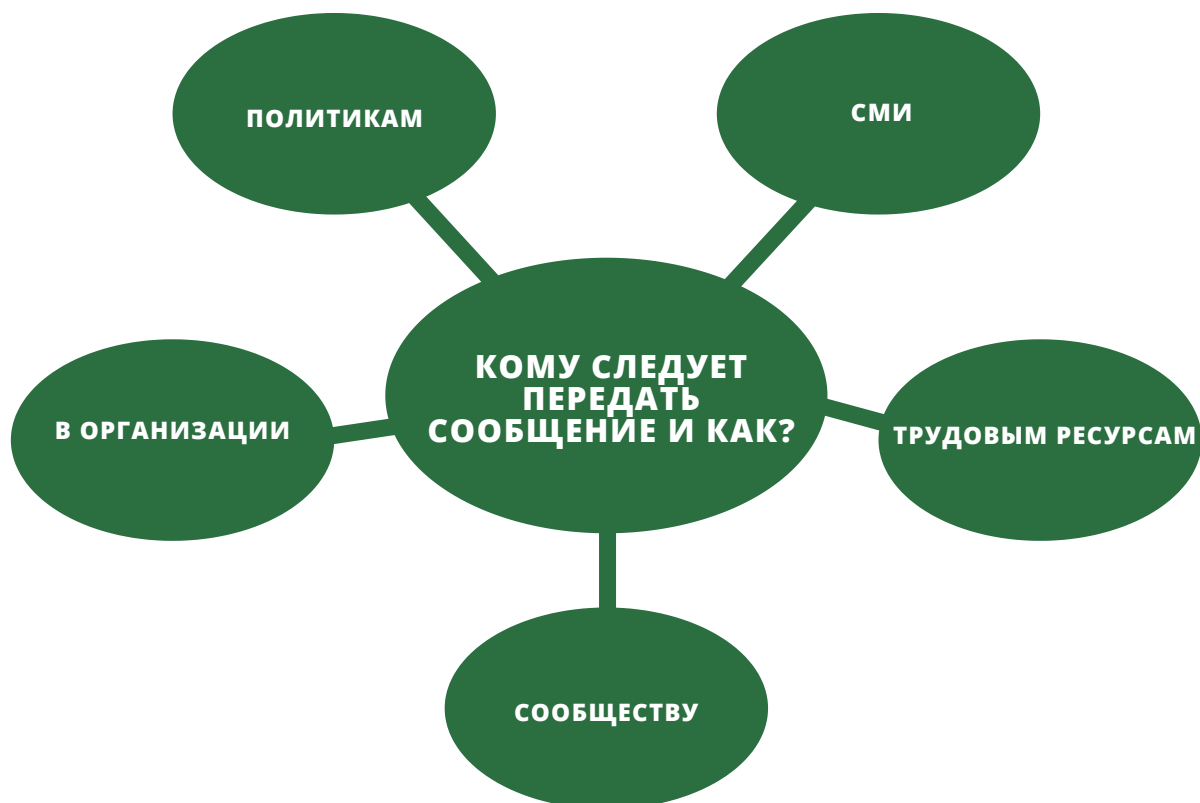 ПОЛИТИКАМ
СМИ
КОМУ СЛЕДУЕТ
ПЕРЕДАТЬ
СООБЩЕНИЕ И КАК?
В ОРГАНИЗАЦИИ
ТРУДОВЫМ РЕСУРСАМ
СООБЩЕСТВУ